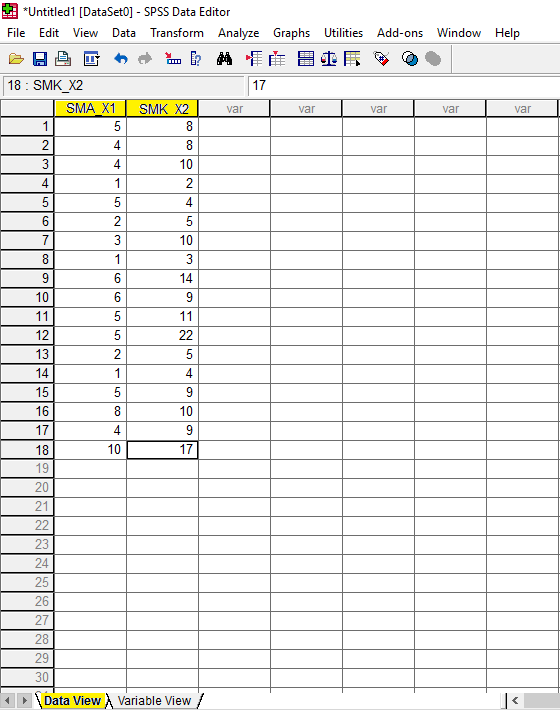 *Untitled1 [DataSet0] - SPSS Data Editor
File Edit View Data Transform Analyze Graphs Utilities Add-ons Window Help
18 : SMK_X2 17
SMA_X1 SMK_X2 var var var var var
1 5 8
2 4 8
3 4 10
4 1 2
5 5 4
6 2 5
7 3 10
8 1 3
9 6 14
10 6 9
11 5 11
12 5 22
13 2 5
14 1 4
15 5 9
16 8 10
17 4 9
18 10 17
19
20
21
22
23
24
25
26
27
28
29
30
Data View Variable View